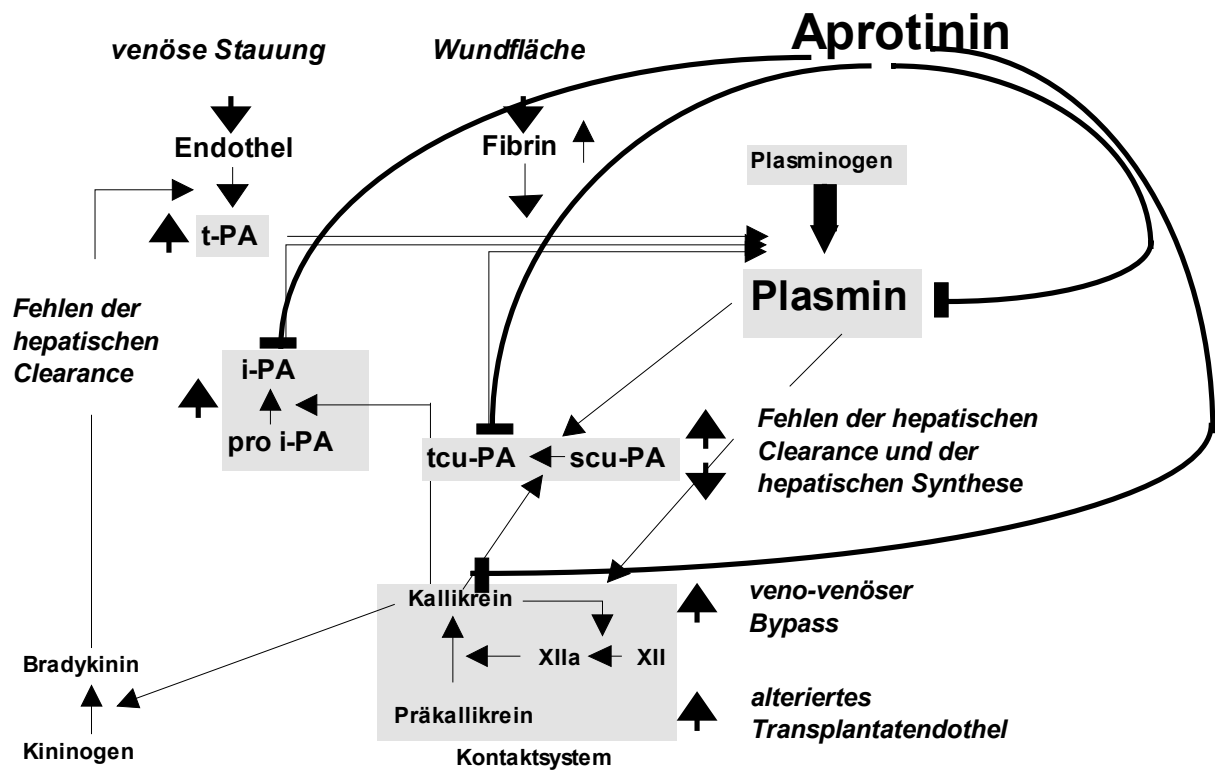 Aprotinin
venöse Stauung
Wundfläche
Endothel
Fibrin
Plasminogen
t-PA
Plasmin
Fehlen der
hepatischen
Clearance
i-PA
pro i-PA
tcu-PA
scu-PA
Fehlen der hepatischen
Clearance und der
hepatischen Synthese
Kallikrein
XIIa
XII
Präkallikrein
Kontaktsystem
veno-venöser
Bypass
alteriertes
Transplantatendothel
Bradykinin
Kininogen